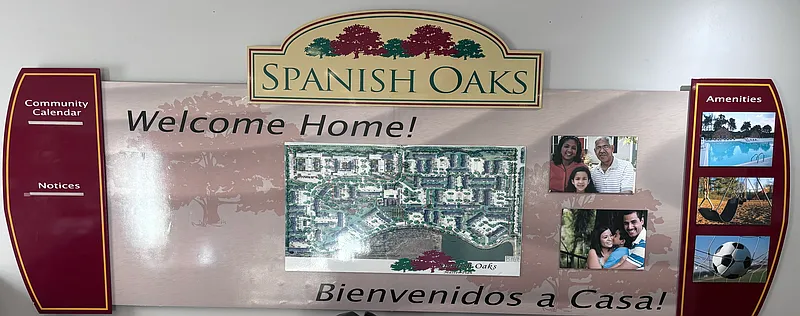 SPANISH OAKS
Community
Calendar
Notices
Welcome Home!
Oaks
Bienvenidos a Casa!
Amenities